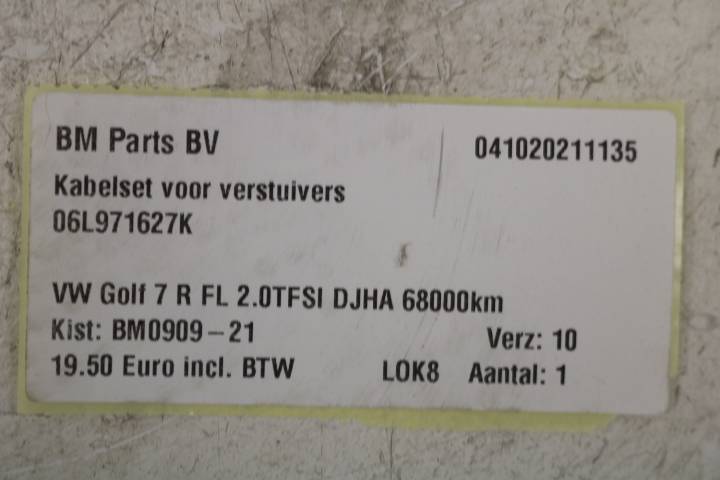 BM Parts BV 041020211135
Kabelset voor verstuivers
06L971627K
VW Golf 7 R FL 2.0TFSI DJHA 68000km
Kist: BM0909-21 Verz: 10
19.50 Euro incl. BTW LOK8 Aantal: 1